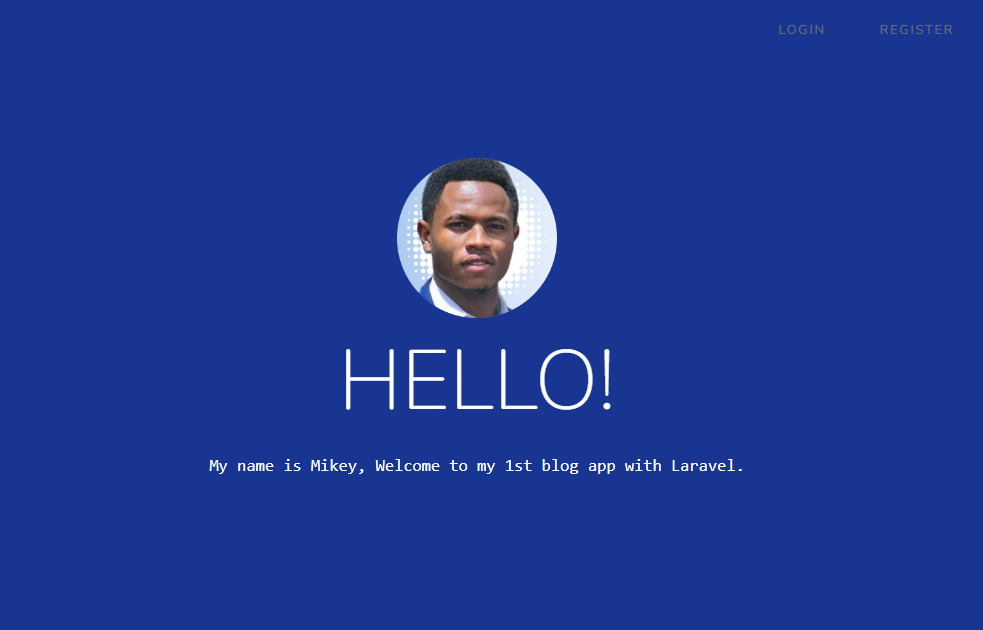 LOGIN REGISTER
HELLO!
My name is Mikey, Welcome to my 1st blog app with Laravel.